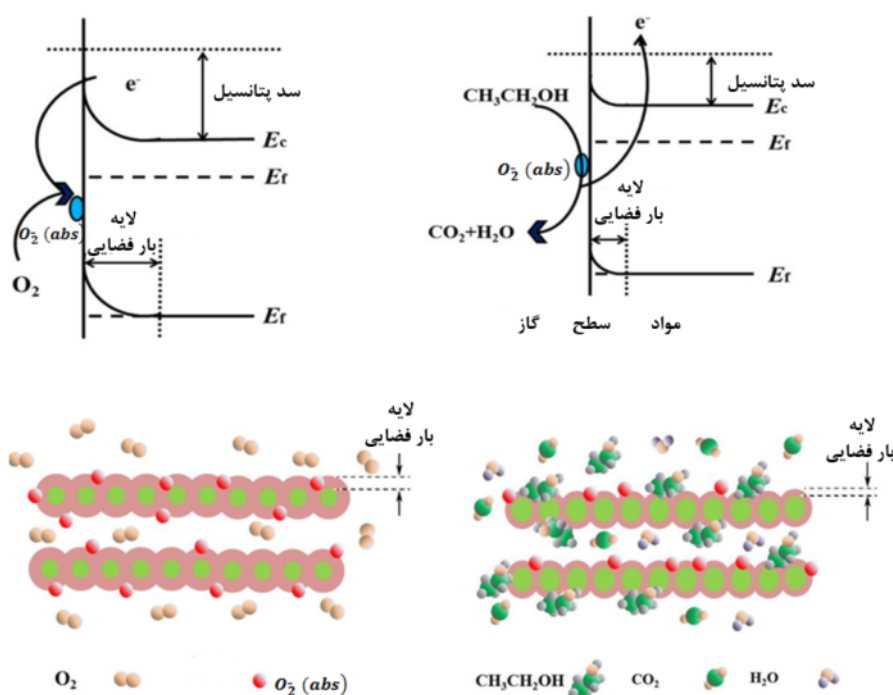 e⁻
سد پتانسیل
Ec
Ef
O₂⁻ (abs)
لایه
بار فضایی
O₂
Ef
سد پتانسیل
CH₃CH₂OH
Ec
Ef
O₂⁻ (abs)
لایه
بار فضایی
CO₂+H₂O
Ef
گاز سطح مواد
لایه
بار فضایی
لایه
بار فضایی
O₂
O₂⁻ (abs)
CH₃CH₂OH
CO₂
H₂O